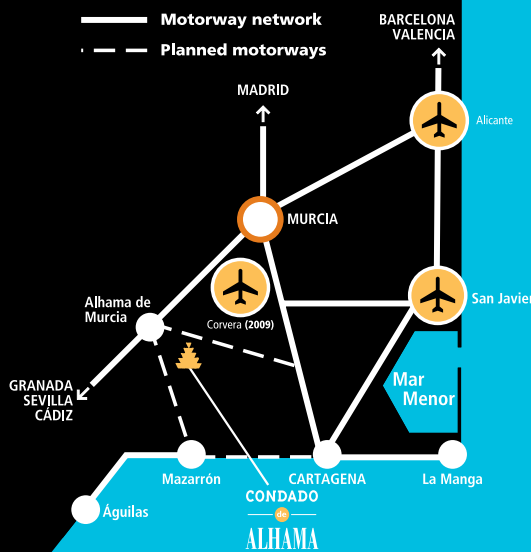 Motorway network
Planned motorways
BARCELONA
VALENCIA
MADRÍD
Alicante
MURCIA
San Javier
Corvera (2009)
Alhama de
Murcia
GRANADA
SEVILLA
CÁDIZ
Mar
Menor
Mazarrón
CARTAGENA
La Manga
Águilas
CONDADO
de
ALHAMA